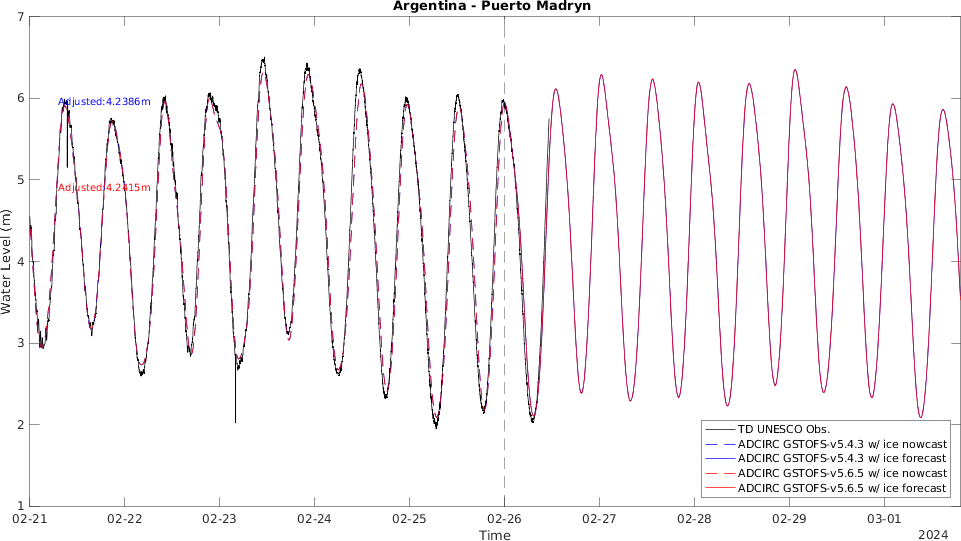 Argentina - Puerto Madryn
7
6
5
4
3
2
1
Water Level (m)
Adjusted:4.2386m
Adjusted:4.2415m
TD UNESCO Obs.
ADCIRC GSTOFS-v5.4.3 w/ ice nowcast
ADCIRC GSTOFS-v5.4.3 w/ ice forecast
ADCIRC GSTOFS-v5.6.5 w/ ice nowcast
ADCIRC GSTOFS-v5.6.5 w/ ice forecast
02-21 02-22 02-23 02-24 02-25 02-26 02-27 02-28 02-29 03-01
Time
2024